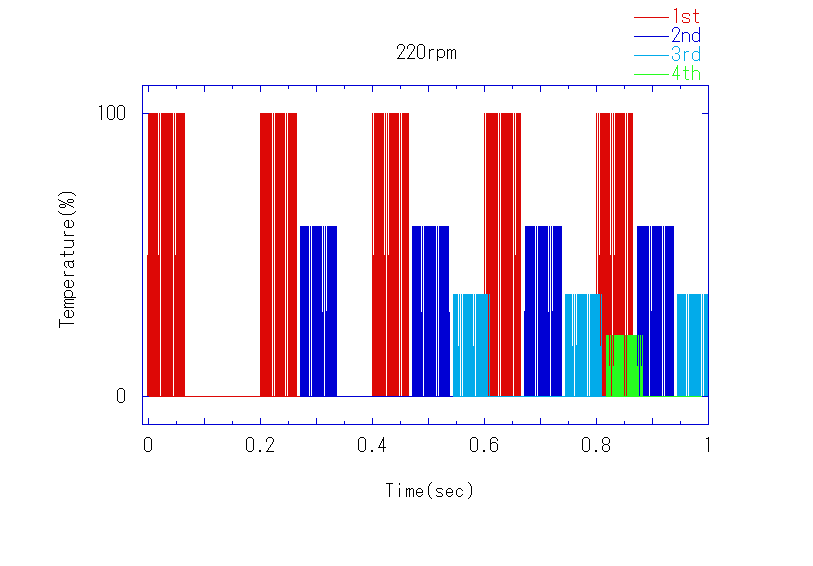 1st
2nd
3rd
4th
220rpm
100
0
Temperature(%)
0 0.2 0.4 0.6 0.8 1
Time(sec)